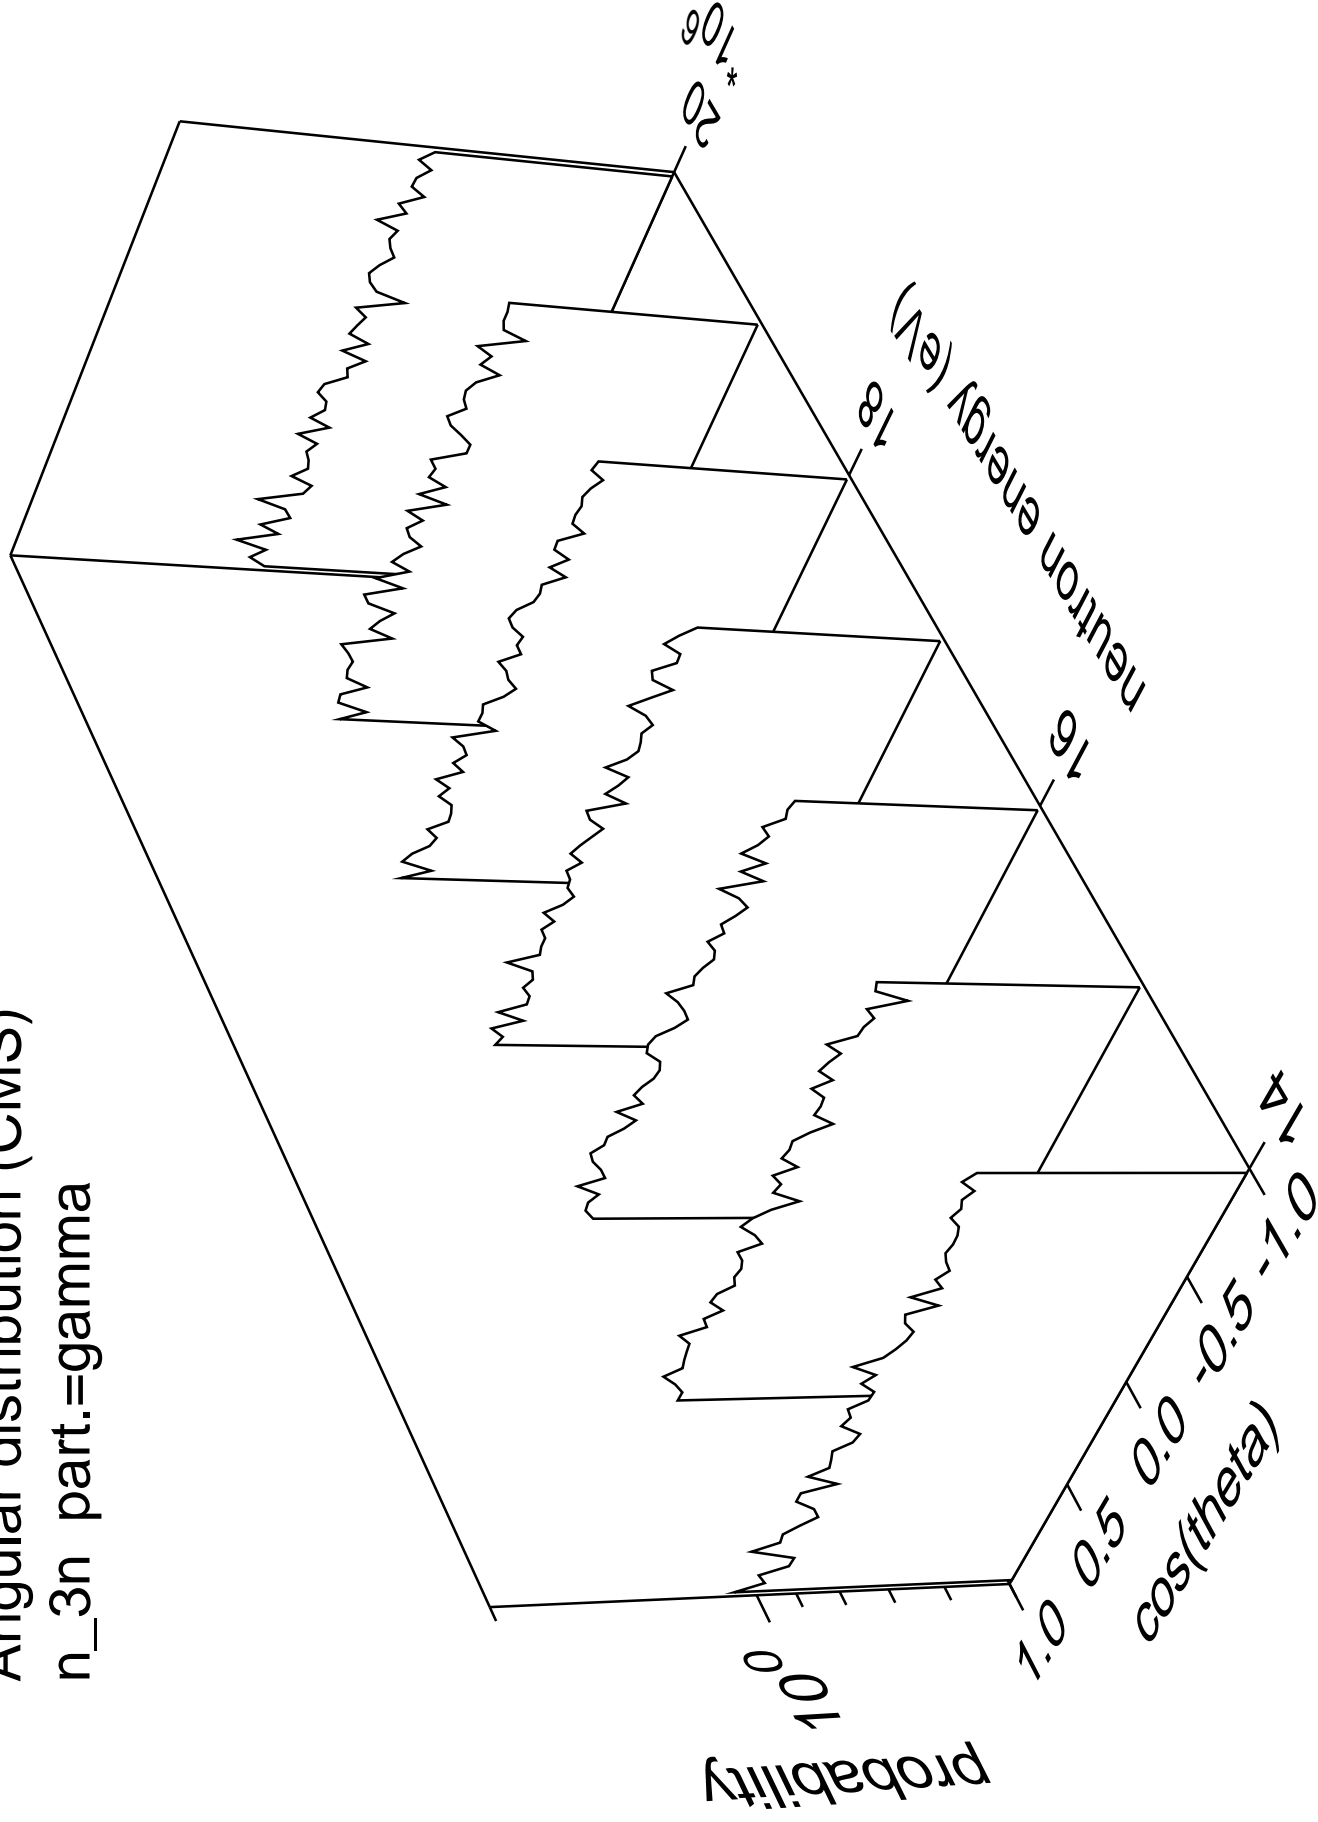 Angular distribution (CMS)
n_3n part.=gamma
probability
10 0
1.0 0.5 0.0 -0.5 -1.0
cos(theta)
14 16 18 20
* 10 6
neutron energy (eV)